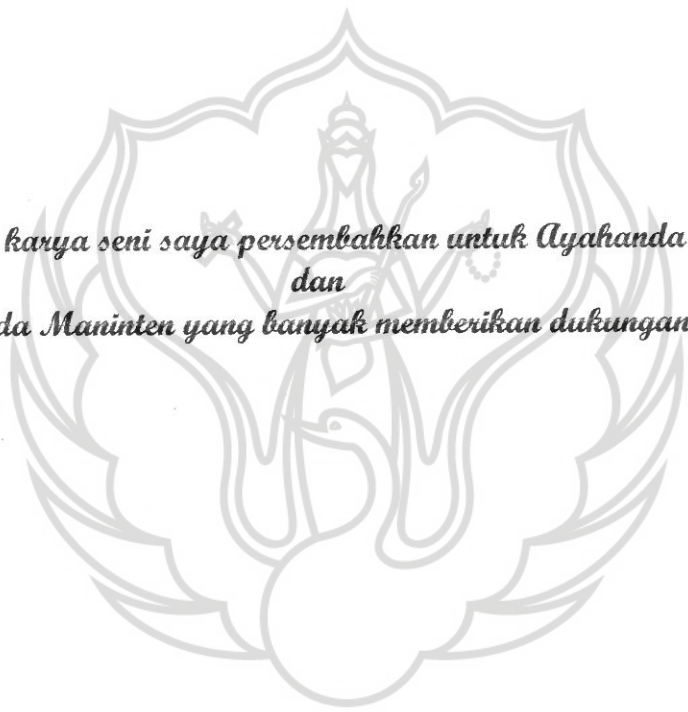 karya seni saya persembahkan untuk Ayahanda
dan
da Maninten yang banyak memberikan dukungan